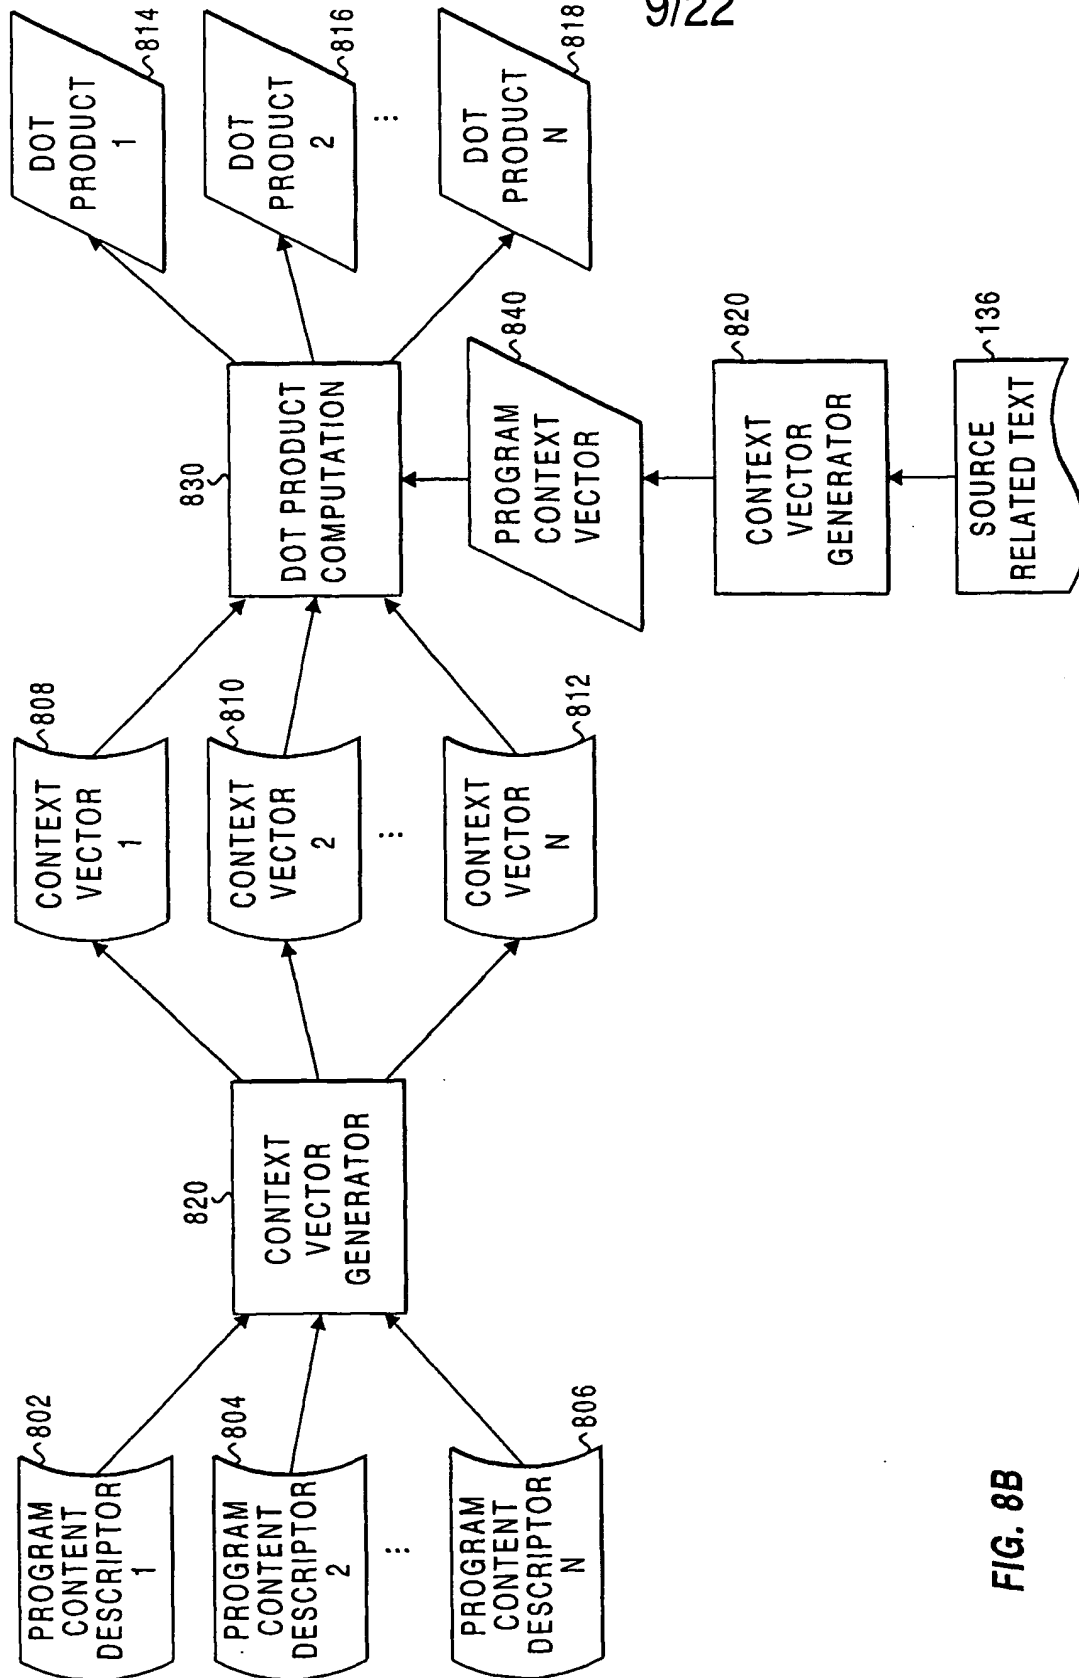 9/22
802
PROGRAM
CONTENT
DESCRIPTOR
1
804
PROGRAM
CONTENT
DESCRIPTOR
2
...
806
PROGRAM
CONTENT
DESCRIPTOR
N
820
CONTEXT
VECTOR
GENERATOR
808
CONTEXT
VECTOR
1
810
CONTEXT
VECTOR
2
...
812
CONTEXT
VECTOR
N
830
DOT PRODUCT
COMPUTATION
840
PROGRAM
CONTEXT
VECTOR
820
CONTEXT
VECTOR
GENERATOR
136
SOURCE
RELATED TEXT
814
DOT
PRODUCT
1
816
DOT
PRODUCT
2
...
818
DOT
PRODUCT
N
FIG. 8B